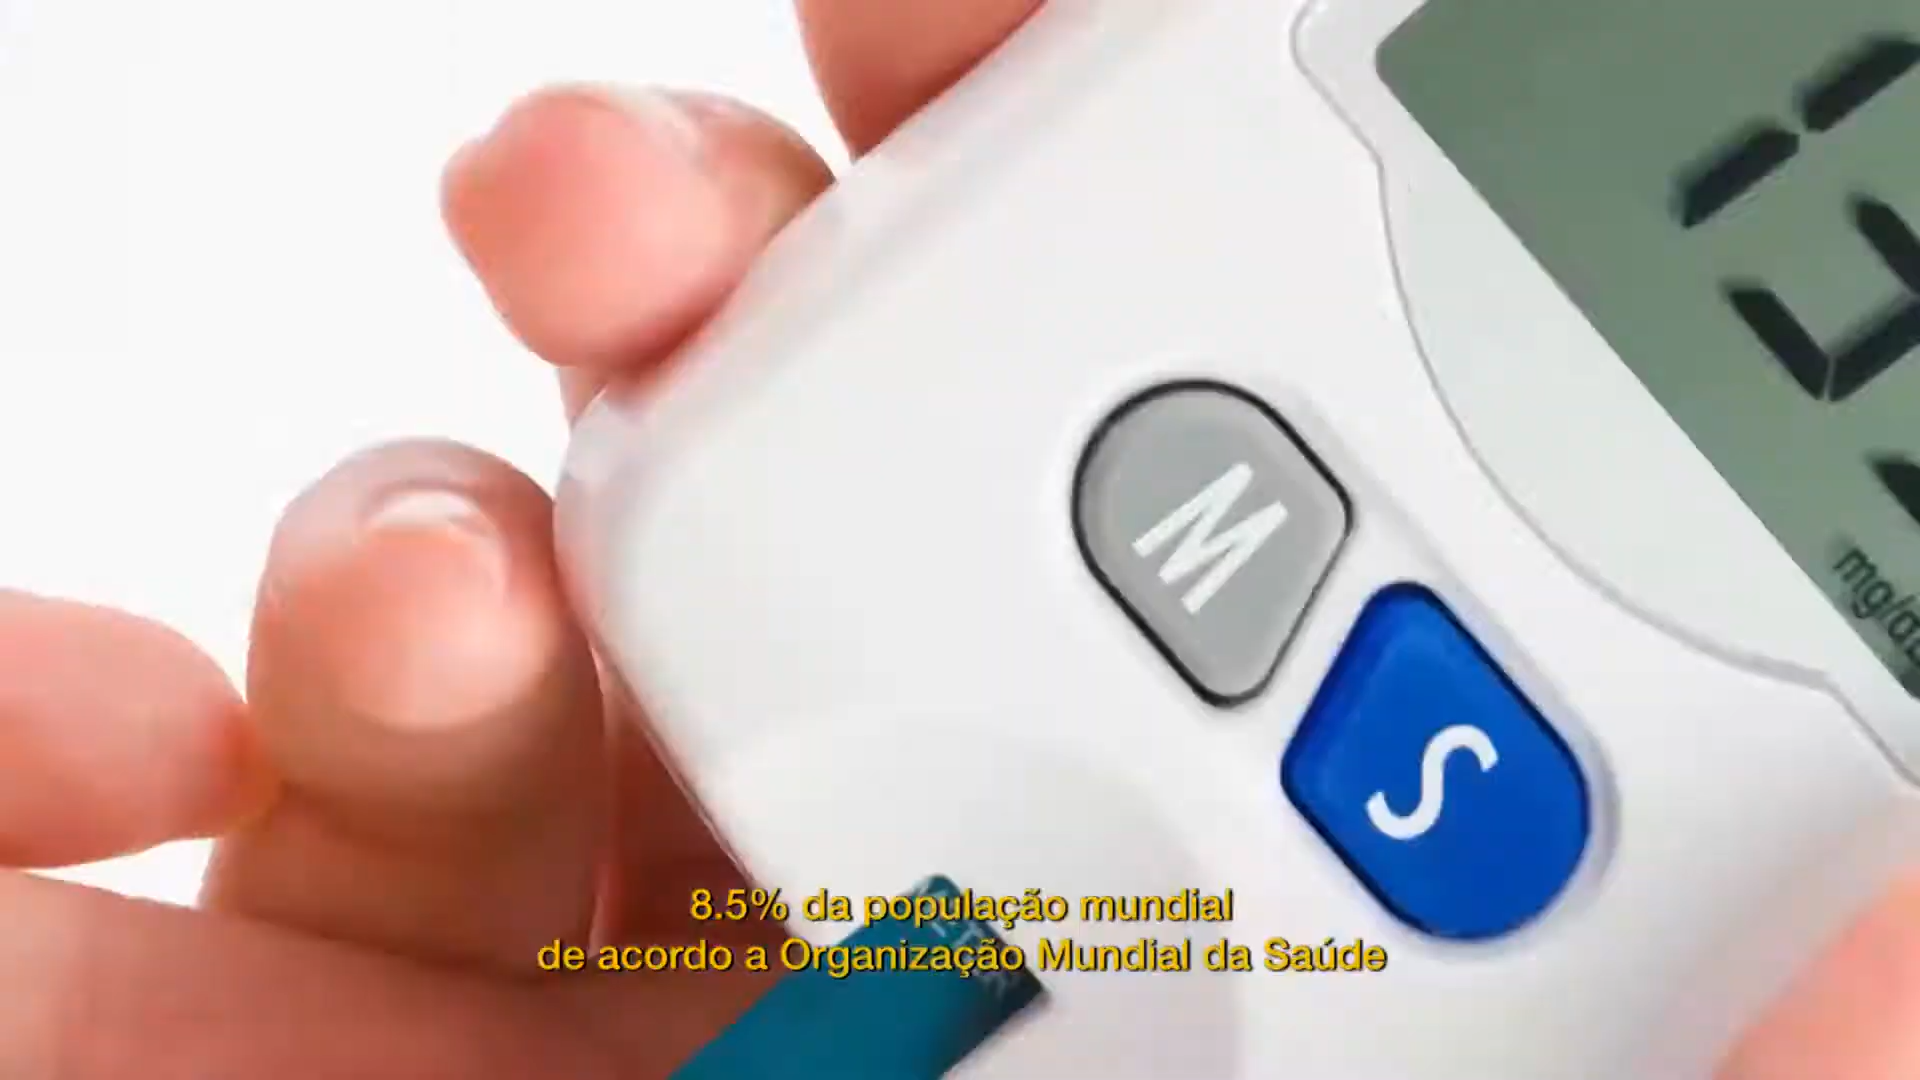 M
S
8.5% da população mundial
de acordo a Organização Mundial da Saúde